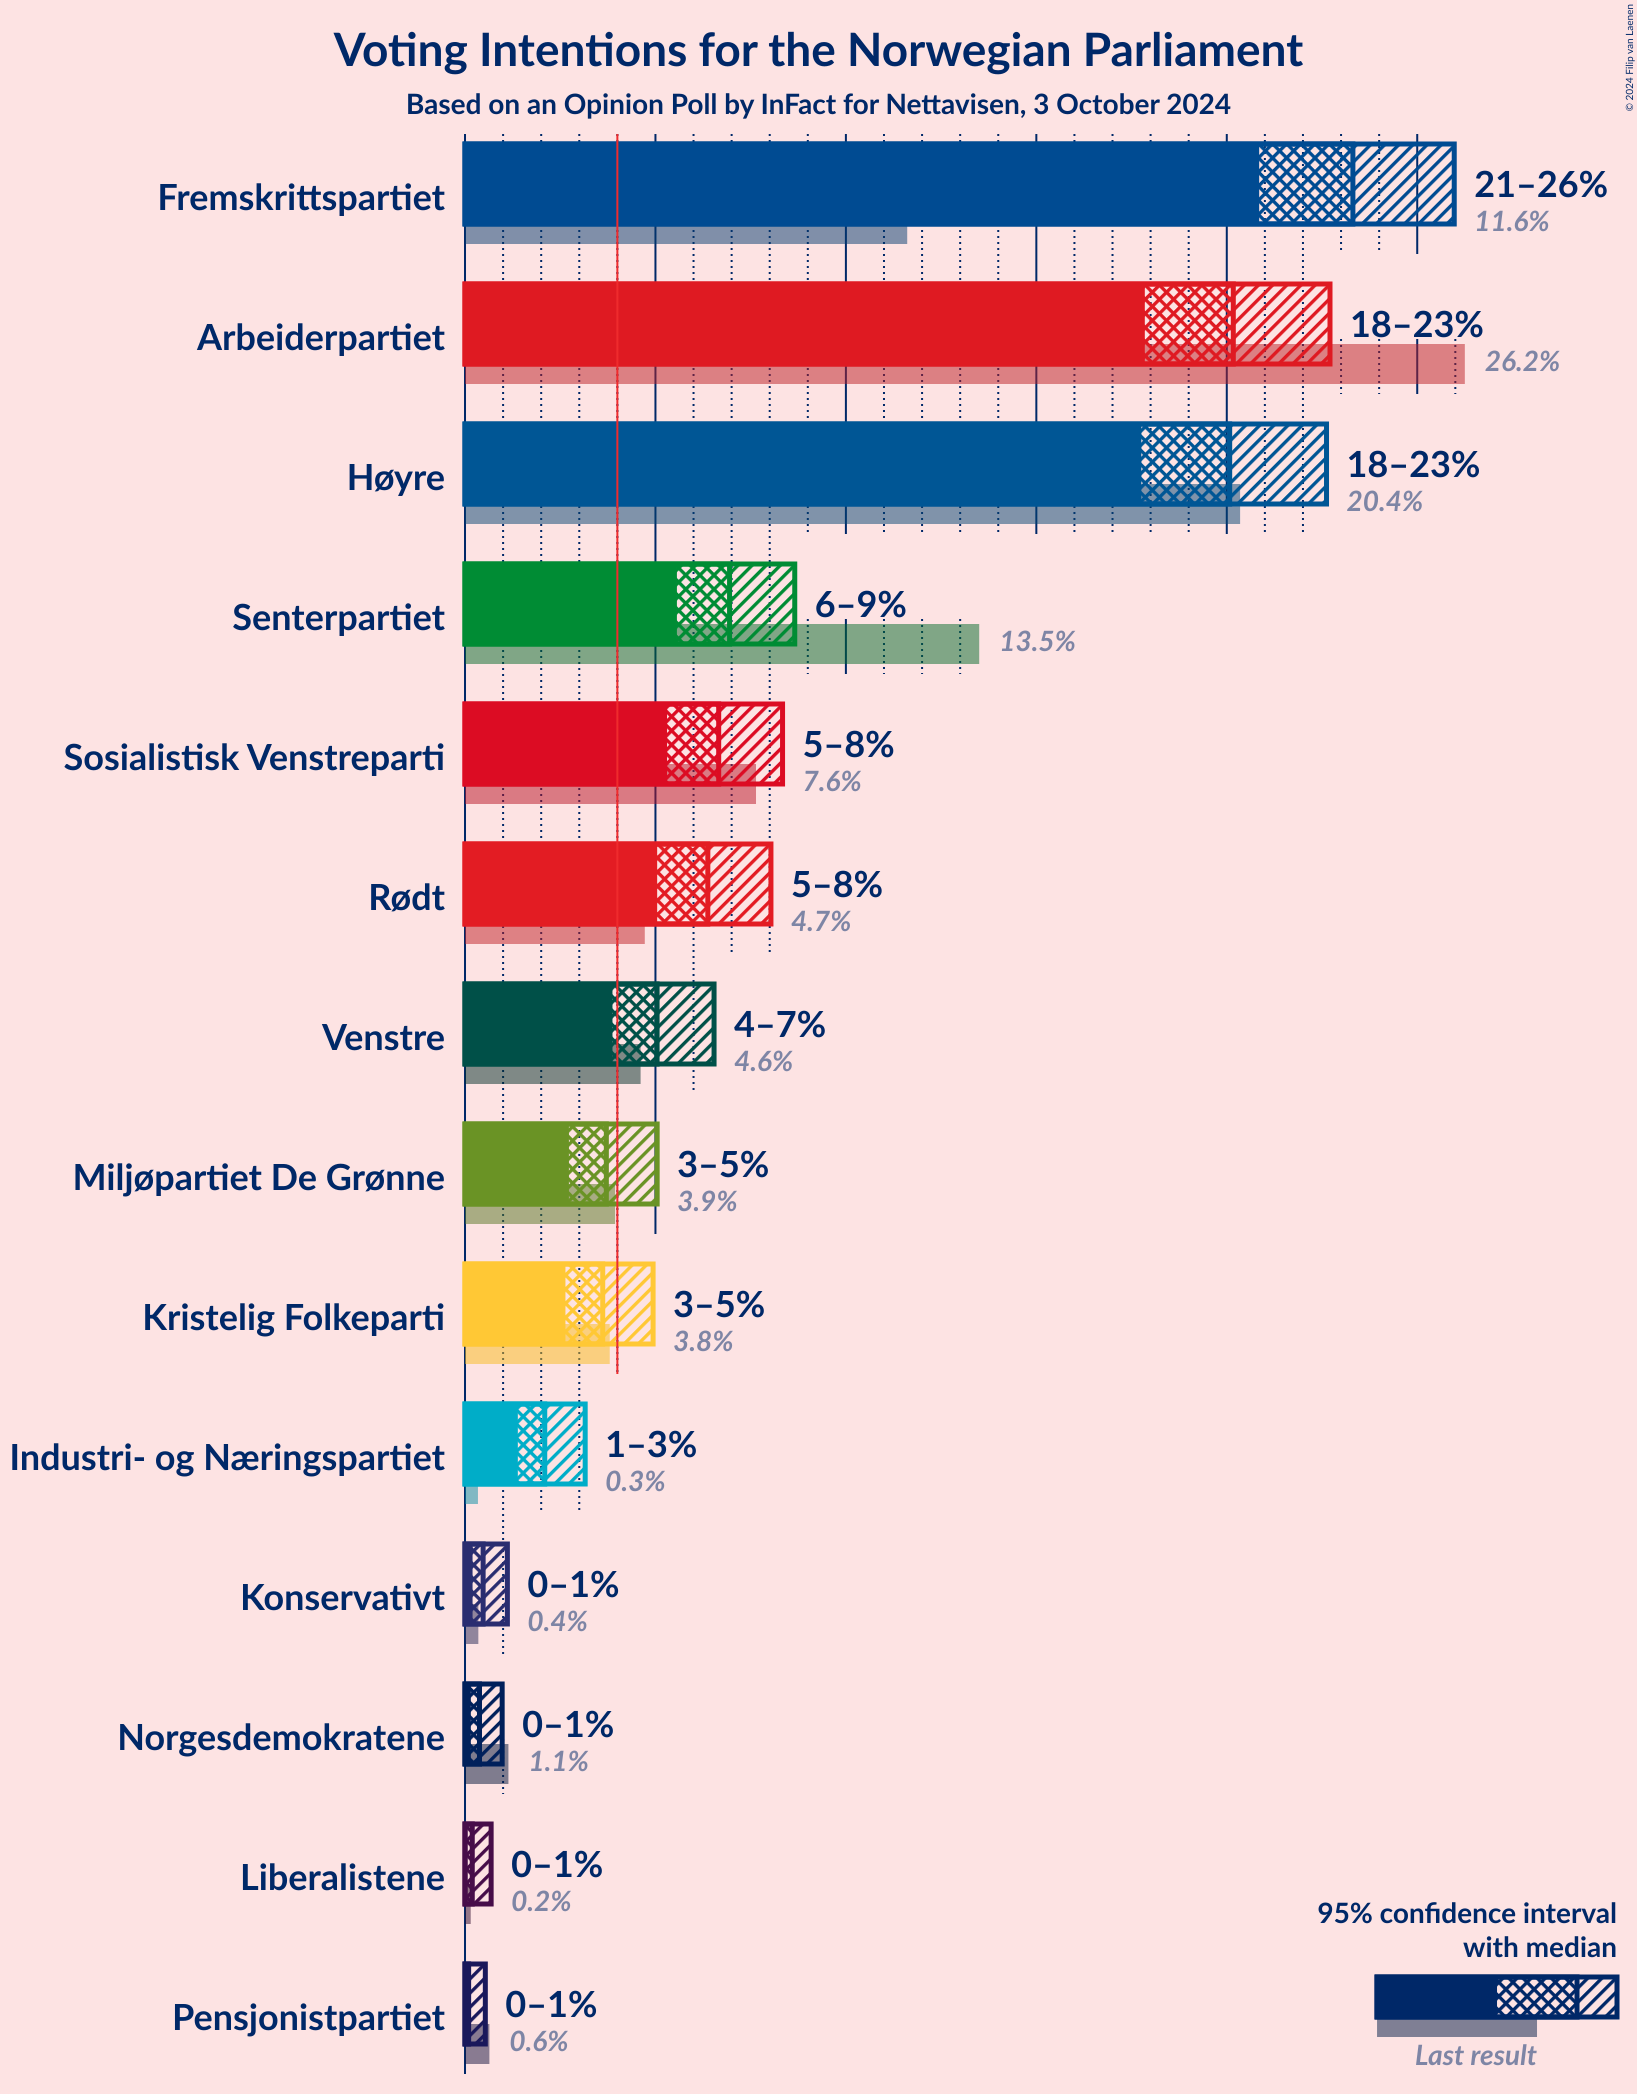 Voting Intentions for the Norwegian Parliament
Based on an Opinion Poll by InFact for Nettavisen, 3 October 2024
© 2024 Filip van Laenen
Fremskrittspartiet
21–26%
11.6%
Arbeiderpartiet
18–23%
26.2%
Høyre
18–23%
20.4%
Senterpartiet
6–9%
13.5%
Sosialistisk Venstreparti
5–8%
7.6%
Rødt
5–8%
4.7%
Venstre
4–7%
4.6%
Miljøpartiet De Grønne
3–5%
3.9%
Kristelig Folkeparti
3–5%
3.8%
Industri- og Næringspartiet
1–3%
0.3%
Konservativt
0–1%
0.4%
Norgesdemokratene
0–1%
1.1%
Liberalistene
0–1%
0.2%
Pensjonistpartiet
0–1%
0.6%
95% confidence interval
with median
Last result